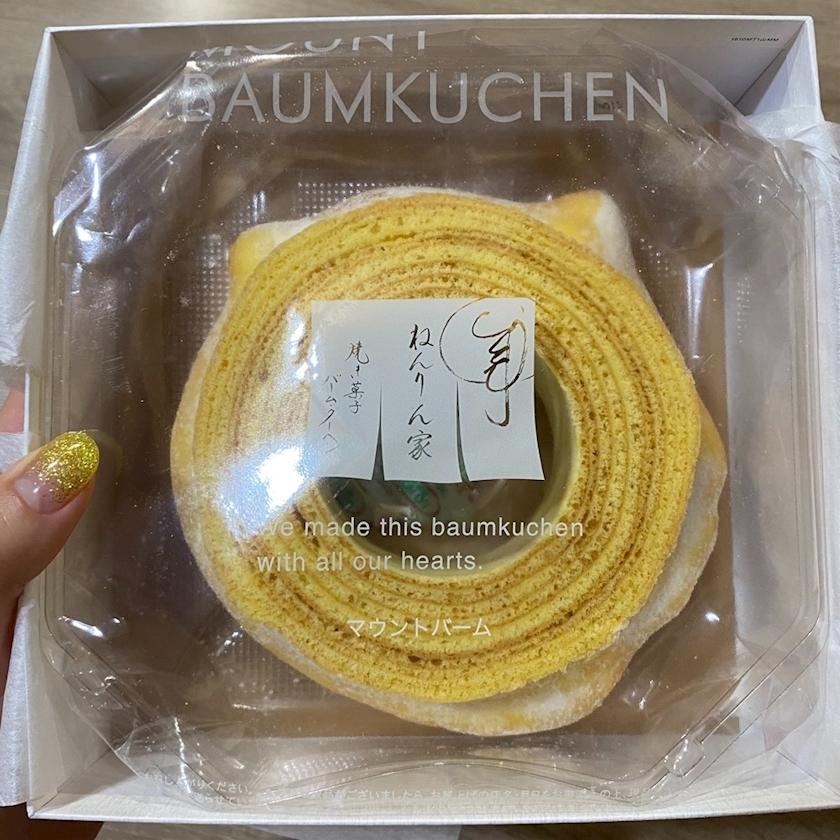 MOUNT
BAUMKUCHEN
ねんりん家
焼き菓子
バームクーヘン
We made this baumkuchen
with all our hearts.
マウントバーム